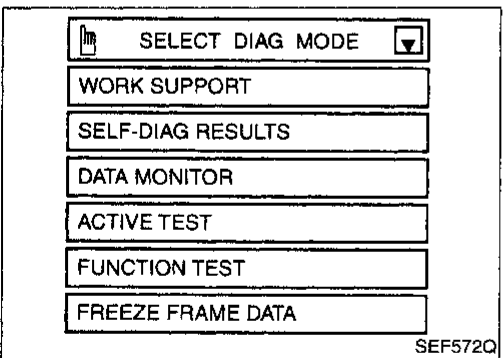 SELECT DIAG MODE
WORK SUPPORT
SELF-DIAG RESULTS
DATA MONITOR
ACTIVE TEST
FUNCTION TEST
FREEZE FRAME DATA
SEF572Q